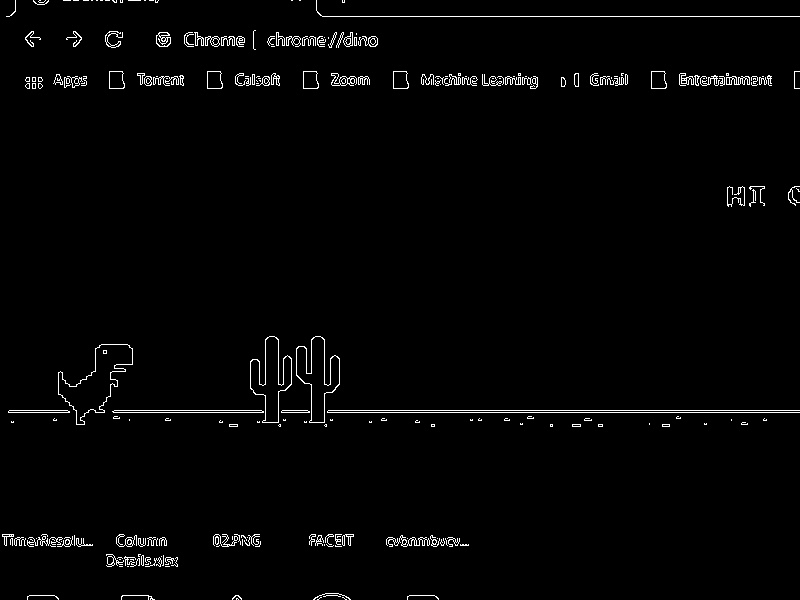 Chrome | chrome://dino
Apps Torrent Calsoft Zoom Machine Learning Gmail Entertainment
HI
TimerResolu... Column 02.PNG FACEIT cvbnmbvcv...
Details.xlsx